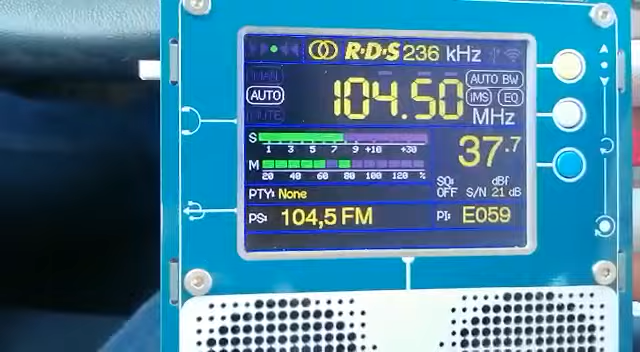 R·D·S 236 kHz
MAN
AUTO BW
AUTO 104.50 IMS EQ
MUTE MHz
S
1 3 5 7 9 +10 +30
37.7
M
20 40 60 80 100 120 %
SQ: dBf
OFF S/N 21 dB
PTY: None
PS: 104,5 FM PI: E059